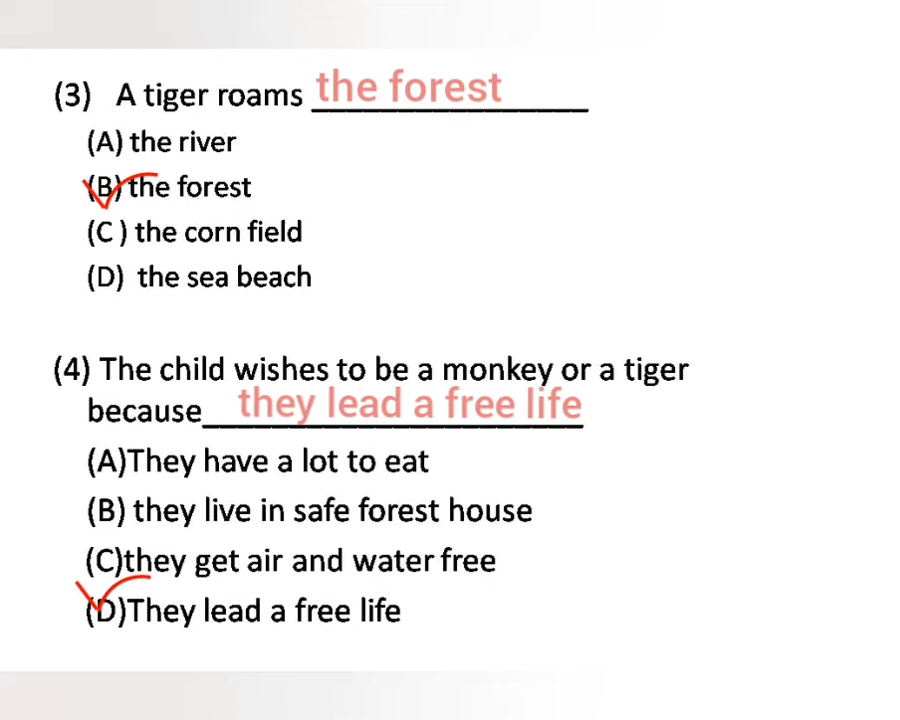 (3) A tiger roams the forest
(A) the river
(B) the forest
(C ) the corn field
(D) the sea beach
(4) The child wishes to be a monkey or a tiger
because they lead a free life
(A)They have a lot to eat
(B) they live in safe forest house
(C)they get air and water free
(D)They lead a free life